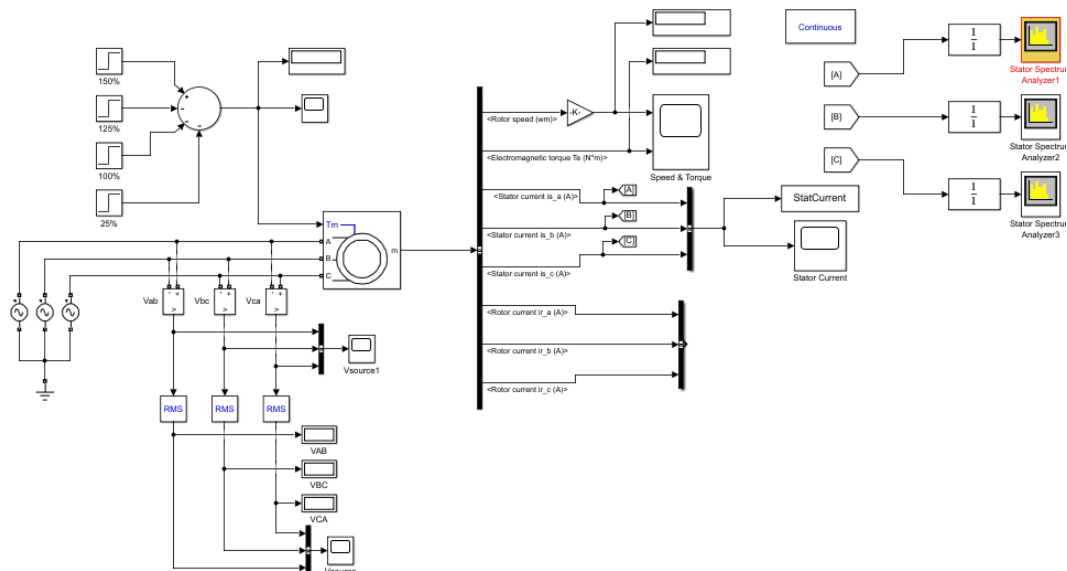 150%
125%
100%
25%
+
-
-
-
Continuous
[A]
[B]
[C]
1
1
1
1
1
1
Stator Spectrum
Analyzer1
Stator Spectrum
Analyzer2
Stator Spectrum
Analyzer3
-K-
<Rotor speed (wm)>
<Electromagnetic torque Te (N*m)>
Speed & Torque
<Stator current is_a (A)>
[A]
<Stator current is_b (A)>
[B]
<Stator current is_c (A)>
[C]
StatCurrent
Stator Current
<Rotor current ir_a (A)>
<Rotor current ir_b (A)>
<Rotor current ir_c (A)>
Tm
m
A
B
C
Vab
Vbc
Vca
Vsource1
RMS
RMS
RMS
VAB
VBC
VCA